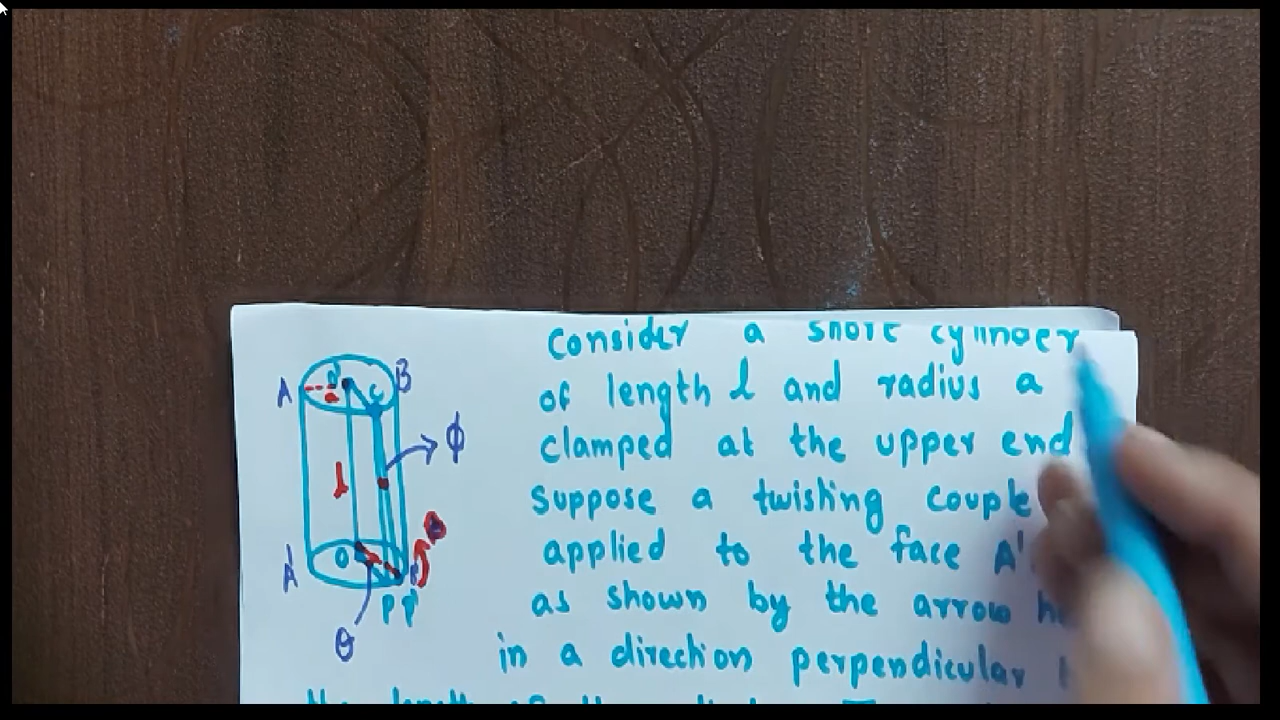 Consider a short cylinder
of length l and radius a
clamped at the upper end
Suppose a twisting couple
applied to the face A'
as shown by the arrow
in a direction perpendicular
A
B
O'
a
C
ϕ
l
A'
O
P P'
θ